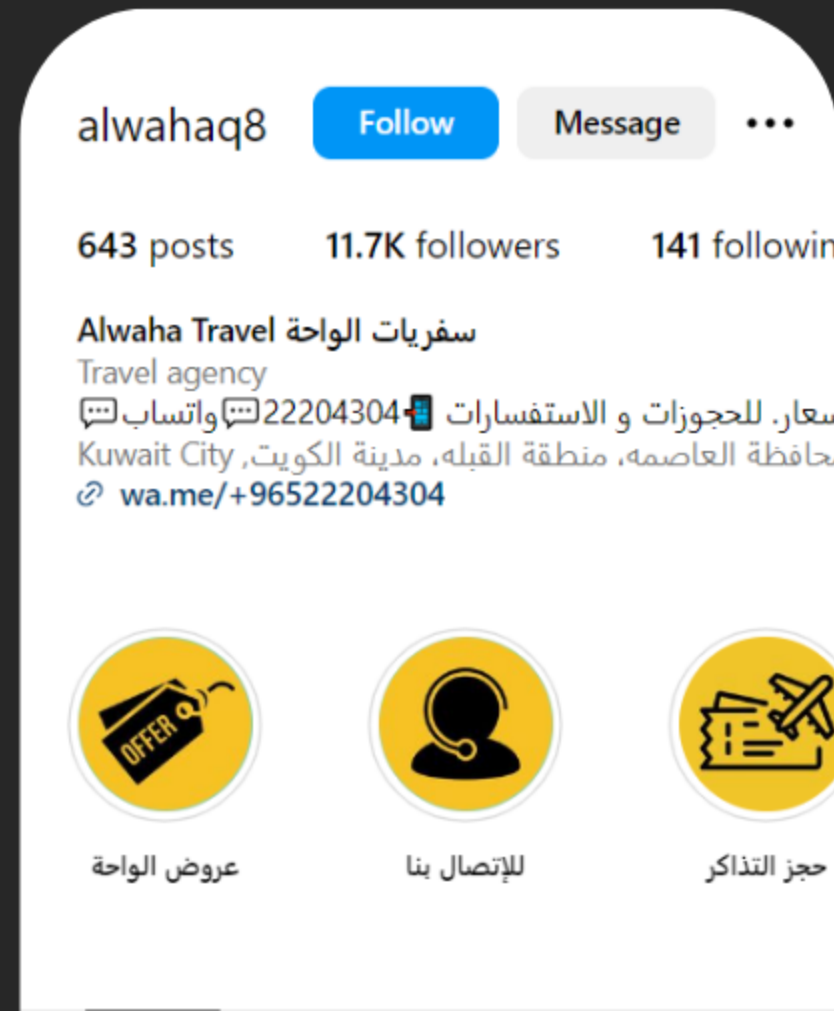 alwahaq8 Follow Message
643 posts 11.7K followers 141
Alwaha Travel سفريات الواحة
Travel agency
للحجوزات و الاستفسارات 📲22204304💬واتساب💬
العاصمه، منطقة القبله، مدينة الكويت, Kuwait City
wa.me/+96522204304
OFFER
عروض الواحة للإتصال بنا حجز التذاكر